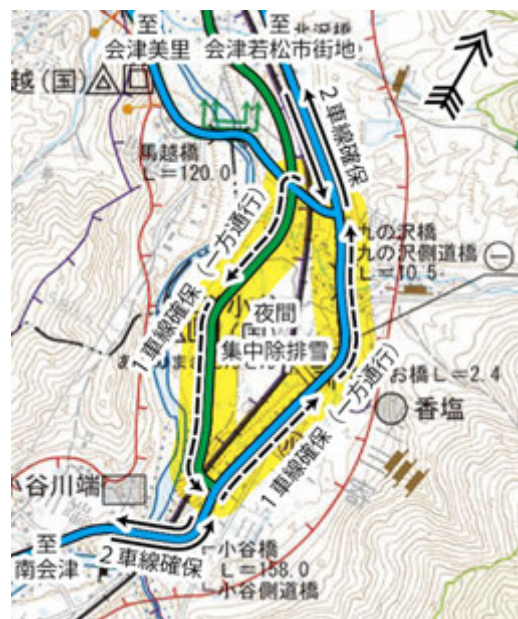 至
会津美里
至
会津若松市街地
越(国)
2車線確保
馬越橋
L=120.0
1車線確保(一方通行)
九の沢橋
九の沢側道橋
L=10.5
夜間
集中除排雪
お橋L=2.4
香塩
1車線確保(一方通行)
谷川端
至
南会津
2車線確保
小谷橋
L=158.0
小谷側道橋